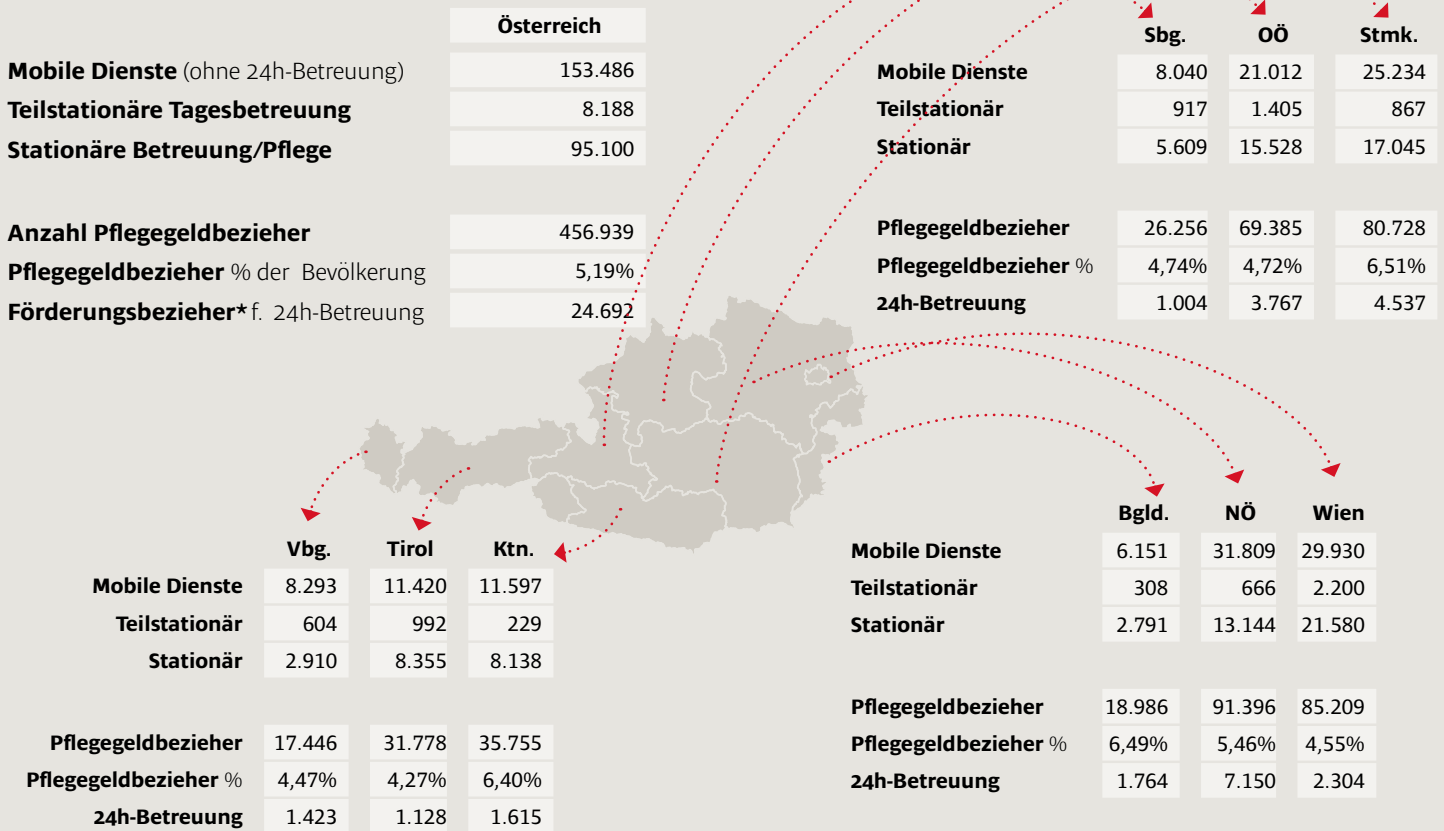 Österreich
Mobile Dienste (ohne 24h-Betreuung) 153.486
Teilstationäre Tagesbetreuung 8.188
Stationäre Betreuung/Pflege 95.100
Anzahl Pflegegeldbezieher 456.939
Pflegegeldbezieher % der Bevölkerung 5,19%
Förderungsbezieher* f. 24h-Betreuung 24.692
Sbg. OÖ Stmk.
Mobile Dienste 8.040 21.012 25.234
Teilstationär 917 1.405 867
Stationär 5.609 15.528 17.045
Pflegegeldbezieher 26.256 69.385 80.728
Pflegegeldbezieher % 4,74% 4,72% 6,51%
24h-Betreuung 1.004 3.767 4.537
Vbg. Tirol Ktn.
Mobile Dienste 8.293 11.420 11.597
Teilstationär 604 992 229
Stationär 2.910 8.355 8.138
Pflegegeldbezieher 17.446 31.778 35.755
Pflegegeldbezieher % 4,47% 4,27% 6,40%
24h-Betreuung 1.423 1.128 1.615
Bgld. NÖ Wien
Mobile Dienste 6.151 31.809 29.930
Teilstationär 308 666 2.200
Stationär 2.791 13.144 21.580
Pflegegeldbezieher 18.986 91.396 85.209
Pflegegeldbezieher % 6,49% 5,46% 4,55%
24h-Betreuung 1.764 7.150 2.304